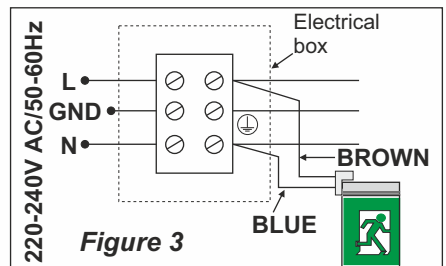 220-240V AC/50-60Hz
Electrical
box
L
GND
N
BROWN
BLUE
Figure 3